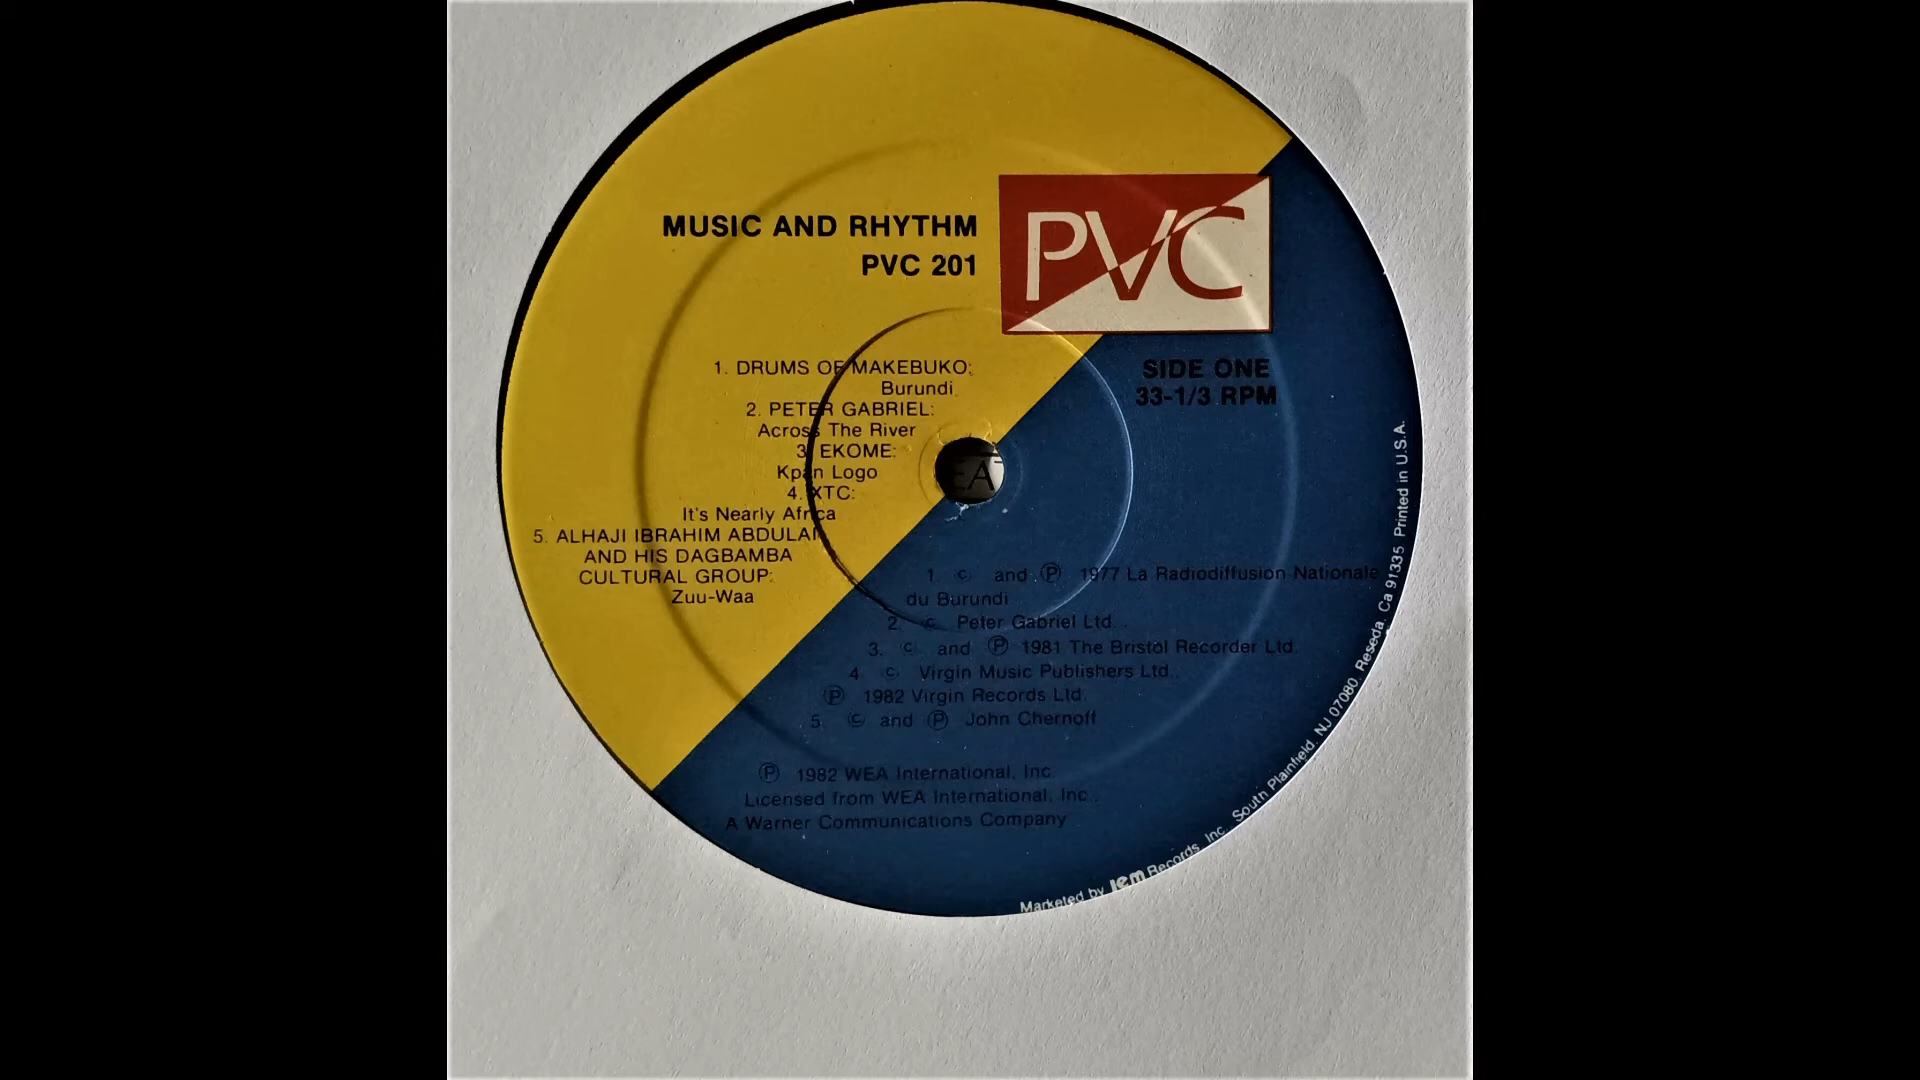 MUSIC AND RHYTHM
PVC 201
PVC
SIDE ONE
33-1/3 RPM
1. DRUMS OF MAKEBUKO:
Burundi
2. PETER GABRIEL:
Across The River
3. EKOME:
Kpan Logo
4. XTC:
It's Nearly Africa
5. ALHAJI IBRAHIM ABDULAI
AND HIS DAGBAMBA
CULTURAL GROUP:
Zuu-Waa
1. © and Ⓟ 1977 La Radiodiffusion Nationale
du Burundi
2. © Peter Gabriel Ltd.
3. © and Ⓟ 1981 The Bristol Recorder Ltd.
4 © Virgin Music Publishers Ltd.
Ⓟ 1982 Virgin Records Ltd.
5 © and Ⓟ John Chernoff
Ⓟ 1982 WEA International, Inc.
Licensed from WEA International, Inc.
A Warner Communications Company
Marketed by Jem Records, Inc. South Plainfield, NJ 07080. Reseda, Ca 91335 Printed in U.S.A.
EA